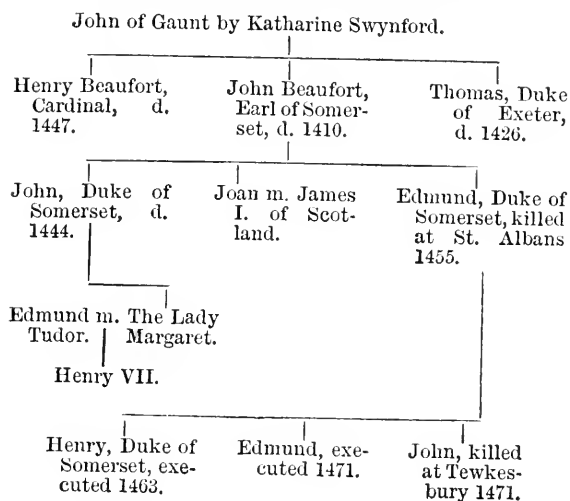 John of Gaunt by Katharine Swynford.
Henry Beaufort,
Cardinal, d.
1447.
John Beaufort,
Earl of Somer-
set, d. 1410.
Thomas, Duke
of Exeter,
d. 1426.
John, Duke of
Somerset, d.
1444.
Joan m. James
I. of Scot-
land.
Edmund, Duke of
Somerset, killed
at St. Albans
1455.
Edmund m. The Lady
Tudor. Margaret.
Henry VII.
Henry, Duke of
Somerset, exe-
cuted 1463.
Edmund, exe-
cuted 1471.
John, killed
at Tewkes-
bury 1471.